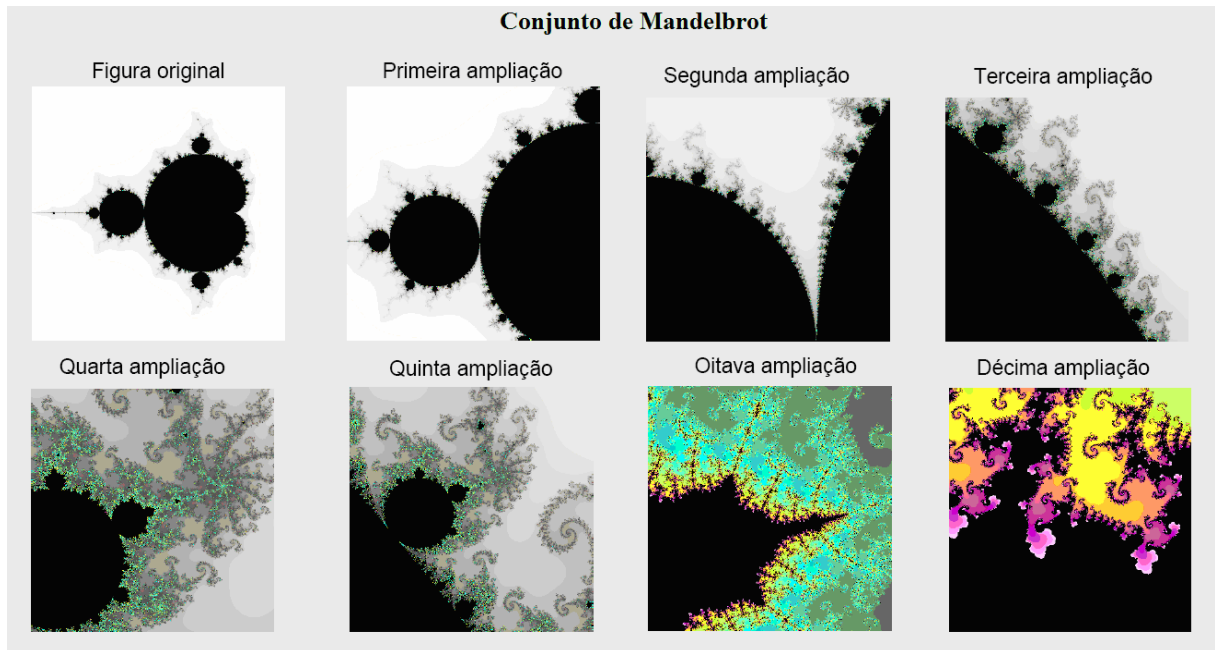 Conjunto de Mandelbrot
Figura original
Primeira ampliação
Segunda ampliação
Terceira ampliação
Quarta ampliação
Quinta ampliação
Oitava ampliação
Décima ampliação